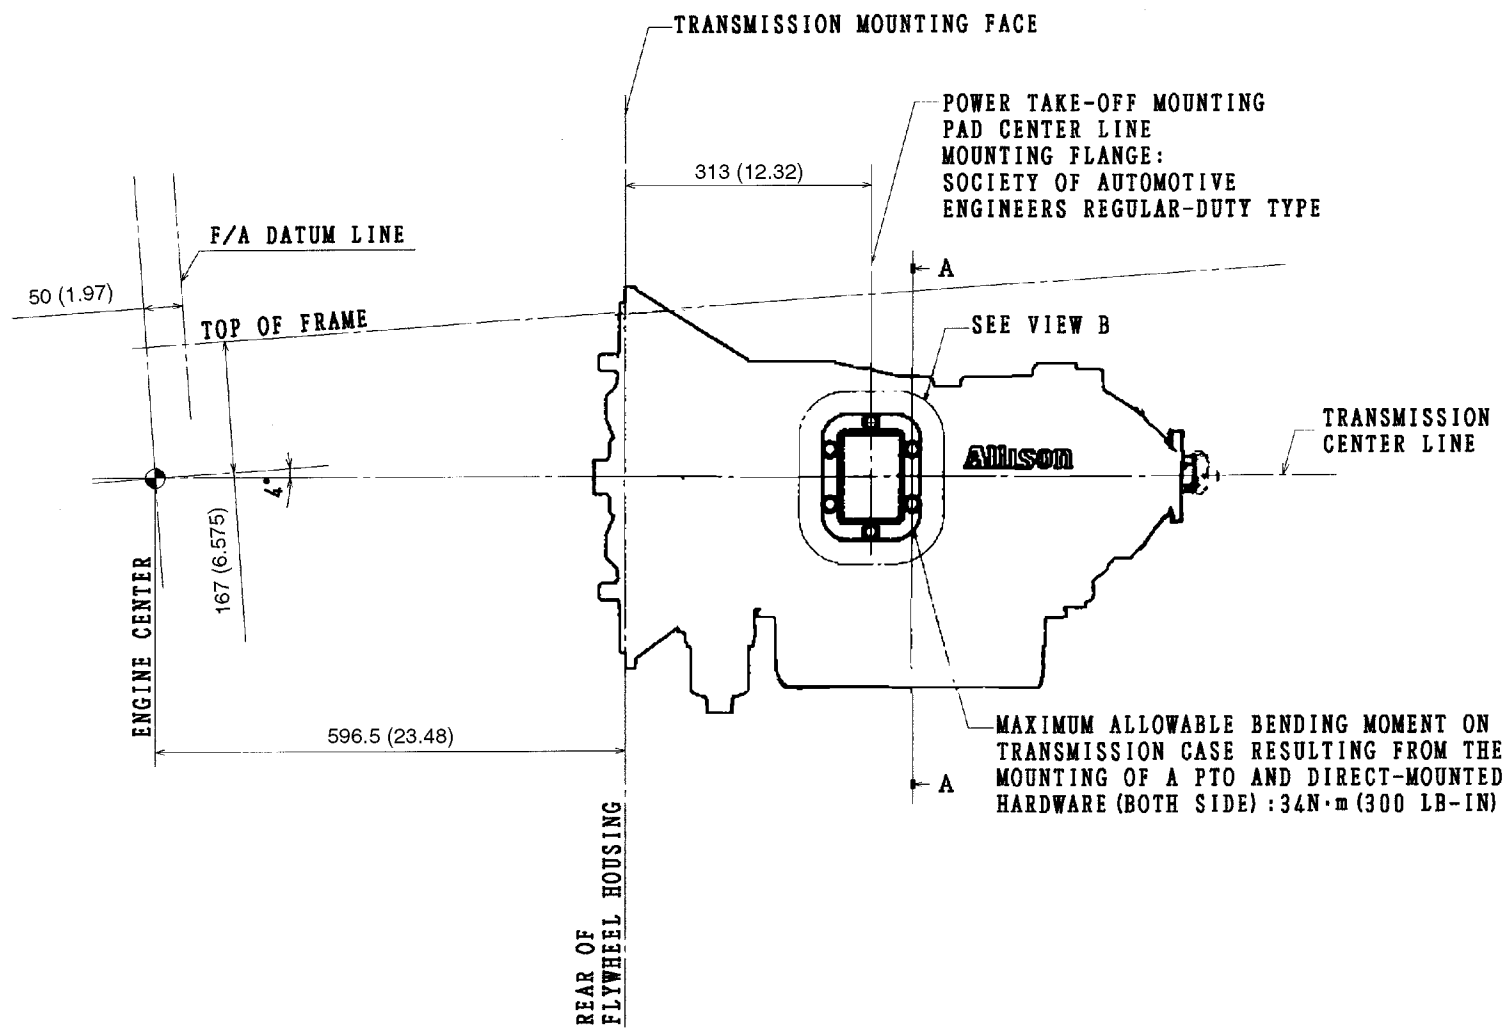 TRANSMISSION MOUNTING FACE
POWER TAKE-OFF MOUNTING
PAD CENTER LINE
MOUNTING FLANGE:
SOCIETY OF AUTOMOTIVE
ENGINEERS REGULAR-DUTY TYPE
313 (12.32)
F/A DATUM LINE
A
50 (1.97)
TOP OF FRAME
SEE VIEW B
TRANSMISSION
CENTER LINE
Allison
4°
167 (6.575)
ENGINE CENTER
596.5 (23.48)
MAXIMUM ALLOWABLE BENDING MOMENT ON
TRANSMISSION CASE RESULTING FROM THE
MOUNTING OF A PTO AND DIRECT-MOUNTED
HARDWARE (BOTH SIDE) : 34N·m (300 LB-IN)
A
REAR OF
FLYWHEEL HOUSING